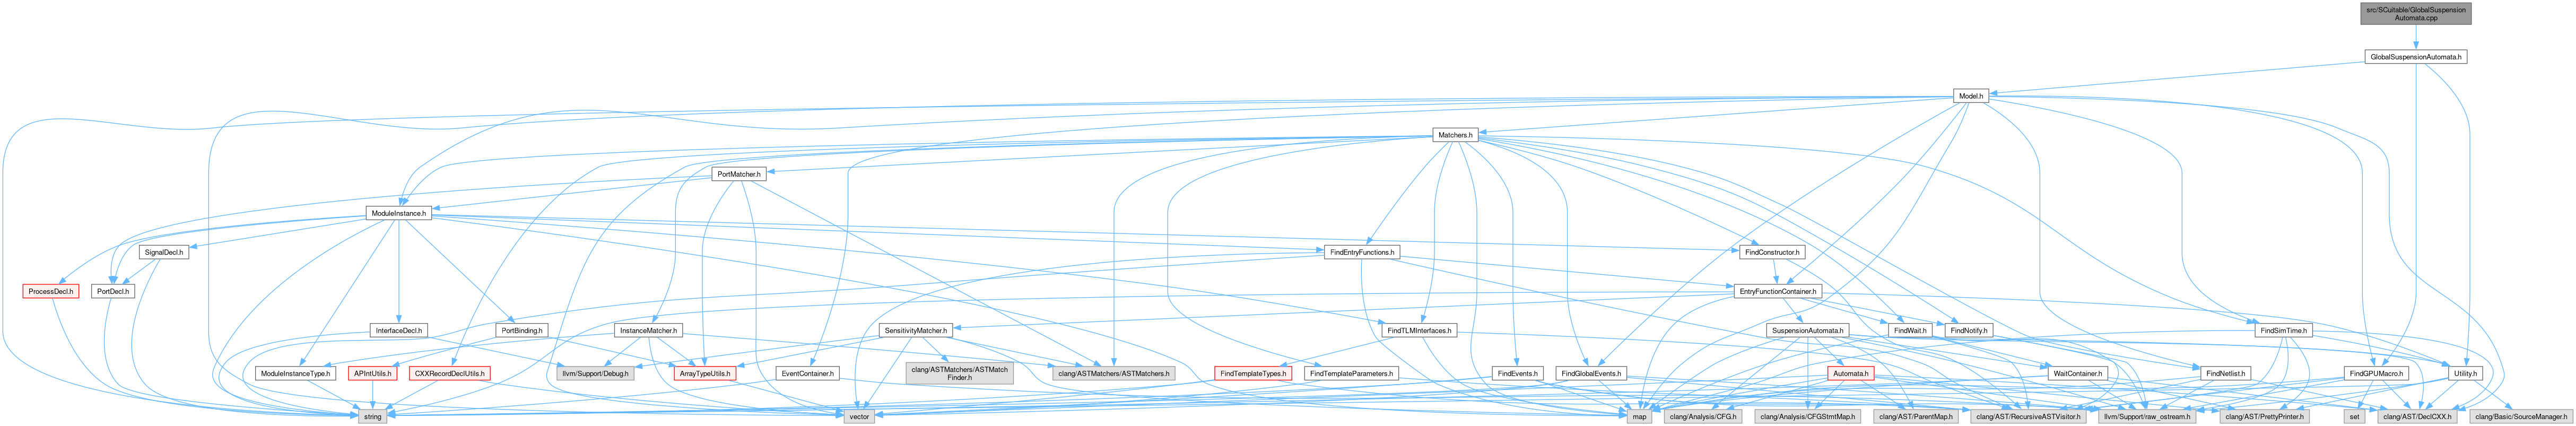 src/SCuitable/GlobalSuspension
Automata.cpp
GlobalSuspensionAutomata.h
Model.h
Matchers.h
PortMatcher.h
ModuleInstance.h
SignalDecl.h
FindEntryFunctions.h
FindConstructor.h
ProcessDecl.h
PortDecl.h
EntryFunctionContainer.h
InterfaceDecl.h
PortBinding.h
InstanceMatcher.h
SensitivityMatcher.h
FindTLMInterfaces.h
SuspensionAutomata.h
FindWait.h
FindNotify.h
FindSimTime.h
ModuleInstanceType.h
APIntUtils.h
CXXRecordDeclUtils.h
llvm/Support/Debug.h
ArrayTypeUtils.h
EventContainer.h
clang/ASTMatchers/ASTMatch
Finder.h
clang/ASTMatchers/ASTMatchers.h
FindTemplateTypes.h
FindTemplateParameters.h
FindEvents.h
FindGlobalEvents.h
Automata.h
WaitContainer.h
FindNetlist.h
FindGPUMacro.h
Utility.h
string
vector
map
clang/Analysis/CFG.h
clang/Analysis/CFGStmtMap.h
clang/AST/ParentMap.h
clang/AST/RecursiveASTVisitor.h
llvm/Support/raw_ostream.h
clang/AST/PrettyPrinter.h
set
clang/AST/DeclCXX.h
clang/Basic/SourceManager.h